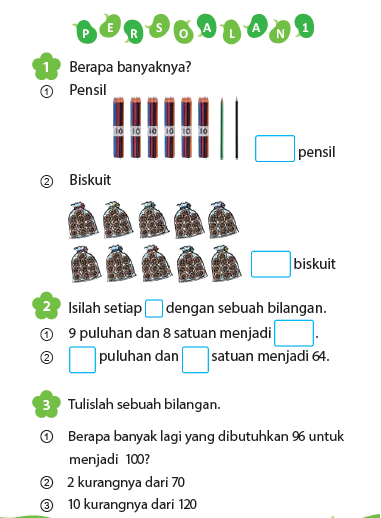 PERSOALAN 1
1 Berapa banyaknya?
① Pensil
10 10 10 10 10 10
pensil
② Biskuit
biskuit
2 Isilah setiap □ dengan sebuah bilangan.
① 9 puluhan dan 8 satuan menjadi □.
② □ puluhan dan □ satuan menjadi 64.
3 Tulislah sebuah bilangan.
① Berapa banyak lagi yang dibutuhkan 96 untuk
menjadi 100?
② 2 kurangnya dari 70
③ 10 kurangnya dari 120